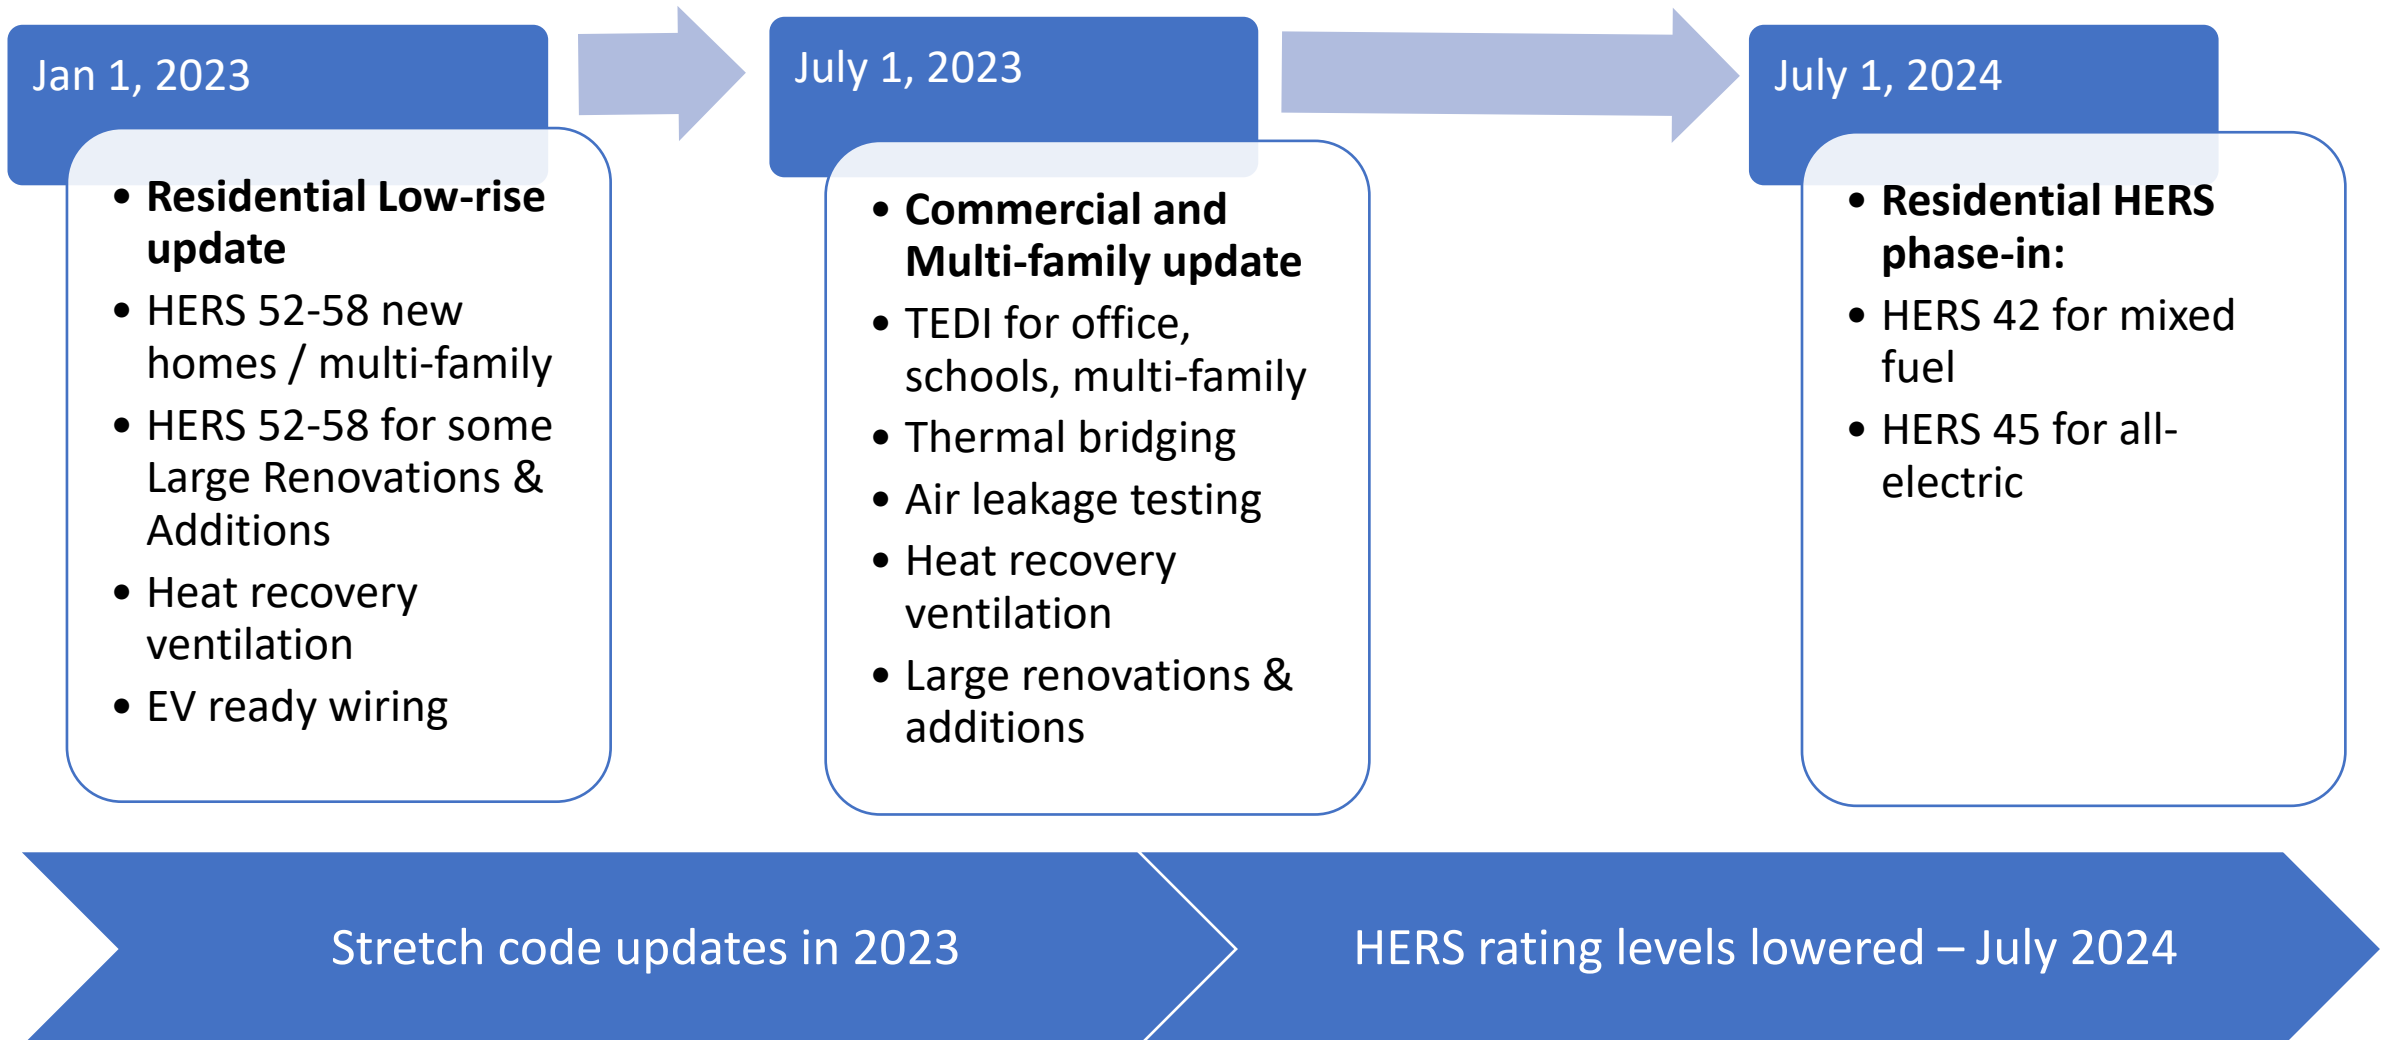 Jan 1, 2023
• Residential Low-rise
update
• HERS 52-58 new
homes / multi-family
• HERS 52-58 for some
Large Renovations &
Additions
• Heat recovery
ventilation
• EV ready wiring
July 1, 2023
• Commercial and
Multi-family update
• TEDI for office,
schools, multi-family
• Thermal bridging
• Air leakage testing
• Heat recovery
ventilation
• Large renovations &
additions
July 1, 2024
• Residential HERS
phase-in:
• HERS 42 for mixed
fuel
• HERS 45 for all-
electric
Stretch code updates in 2023
HERS rating levels lowered – July 2024